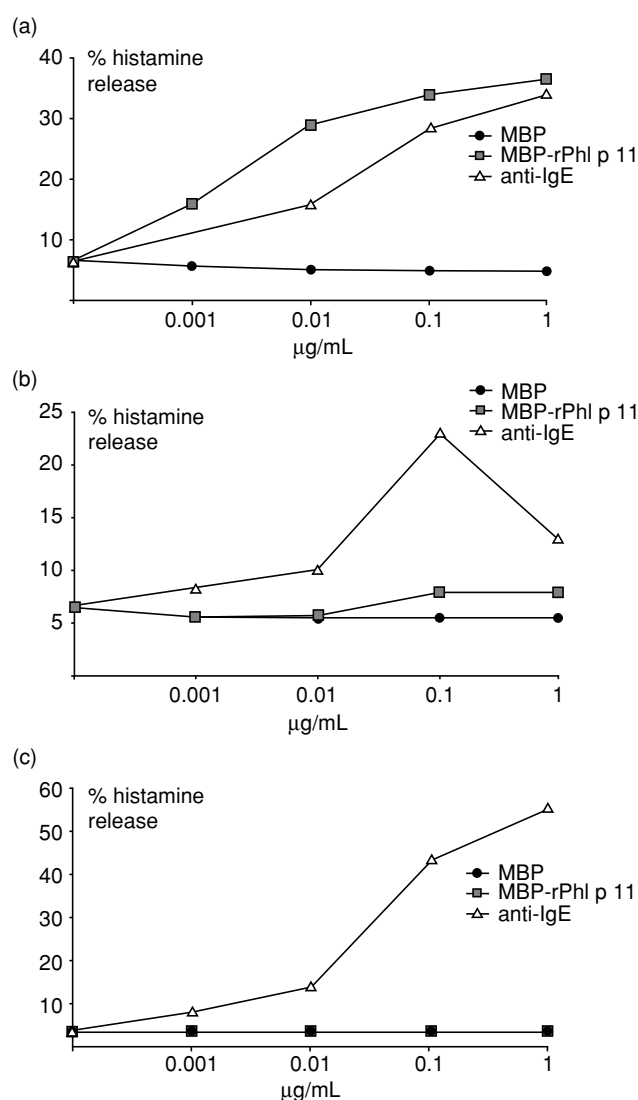 (a)
% histamine
release
40
30
20
10
MBP
MBP-rPhl p 11
anti-IgE
0.001 0.01 0.1 1
μg/mL
(b)
% histamine
release
25
20
15
10
5
MBP
MBP-rPhl p 11
anti-IgE
0.001 0.01 0.1 1
μg/mL
(c)
% histamine
release
60
50
40
30
20
10
MBP
MBP-rPhl p 11
anti-IgE
0.001 0.01 0.1 1
μg/mL